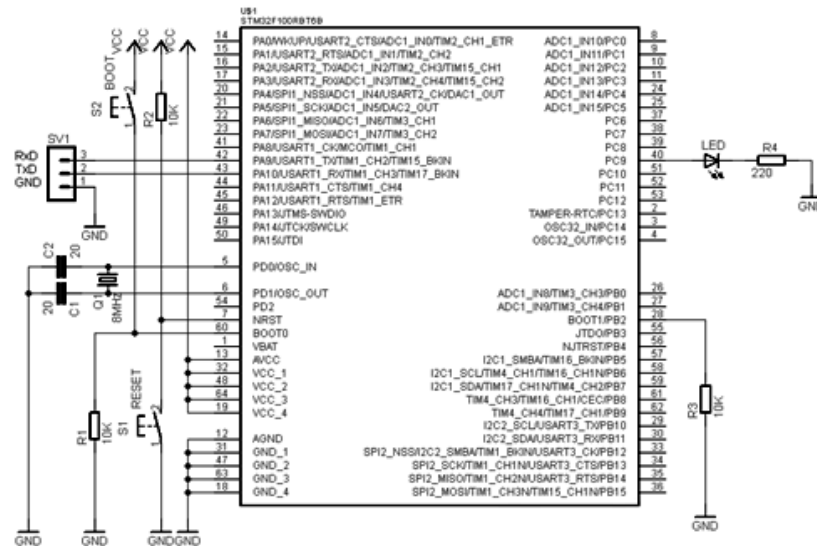 U$1
STM32F100RBT6B
VCC VCC VCC
BOOT
S2
1 2
R2
10K
SV1
RxD 3
TxD 2
GND 1
GND
C2
20
20
C1
Q1
8MHz
R1
10K
RESET
S1
1 2
GND GND GND GND
14 PA0/WKUP/USART2_CTS/ADC1_IN0/TIM2_CH1_ETR
15 PA1/USART2_RTS/ADC1_IN1/TIM2_CH2
16 PA2/USART2_TX/ADC1_IN2/TIM2_CH3/TIM15_CH1
17 PA3/USART2_RX/ADC1_IN3/TIM2_CH4/TIM15_CH2
20 PA4/SPI1_NSS/ADC1_IN4/USART2_CK/DAC1_OUT
21 PA5/SPI1_SCK/ADC1_IN5/DAC2_OUT
22 PA6/SPI1_MISO/ADC1_IN6/TIM3_CH1
23 PA7/SPI1_MOSI/ADC1_IN7/TIM3_CH2
41 PA8/USART1_CK/MCO/TIM1_CH1
42 PA9/USART1_TX/TIM1_CH2/TIM15_BKIN
43 PA10/USART1_RX/TIM1_CH3/TIM17_BKIN
44 PA11/USART1_CTS/TIM1_CH4
45 PA12/USART1_RTS/TIM1_ETR
46 PA13/JTMS-SWDIO
49 PA14/JTCK/SWCLK
50 PA15/JTDI
5 PD0/OSC_IN
6 PD1/OSC_OUT
54 PD2
7 NRST
60 BOOT0
1 VBAT
13 AVCC
32 VCC_1
48 VCC_2
64 VCC_3
19 VCC_4
12 AGND
31 GND_1
47 GND_2
63 GND_3
18 GND_4
ADC1_IN10/PC0 8
ADC1_IN11/PC1 9
ADC1_IN12/PC2 10
ADC1_IN13/PC3 11
ADC1_IN14/PC4 24
ADC1_IN15/PC5 25
PC6 37
PC7 38
PC8 39
PC9 40
PC10 51
PC11 52
PC12 53
TAMPER-RTC/PC13 2
OSC32_IN/PC14 3
OSC32_OUT/PC15 4
ADC1_IN8/TIM3_CH3/PB0 26
ADC1_IN9/TIM3_CH4/PB1 27
BOOT1/PB2 28
JTDO/PB3 55
NJTRST/PB4 56
I2C1_SMBA/TIM16_BKIN/PB5 57
I2C1_SCL/TIM4_CH1/TIM16_CH1N/PB6 58
I2C1_SDA/TIM17_CH1N/TIM4_CH2/PB7 59
TIM4_CH3/TIM16_CH1/CEC/PB8 61
TIM4_CH4/TIM17_CH1/PB9 62
I2C2_SCL/USART3_TX/PB10 29
I2C2_SDA/USART3_RX/PB11 30
SPI2_NSS/I2C2_SMBA/TIM1_BKIN/USART3_CK/PB12 33
SPI2_SCK/TIM1_CH1N/USART3_CTS/PB13 34
SPI2_MISO/TIM1_CH2N/USART3_RTS/PB14 35
SPI2_MOSI/TIM1_CH3N/TIM15_CH1N/PB15 36
LED
R4
220
GND
R3
10K
GND